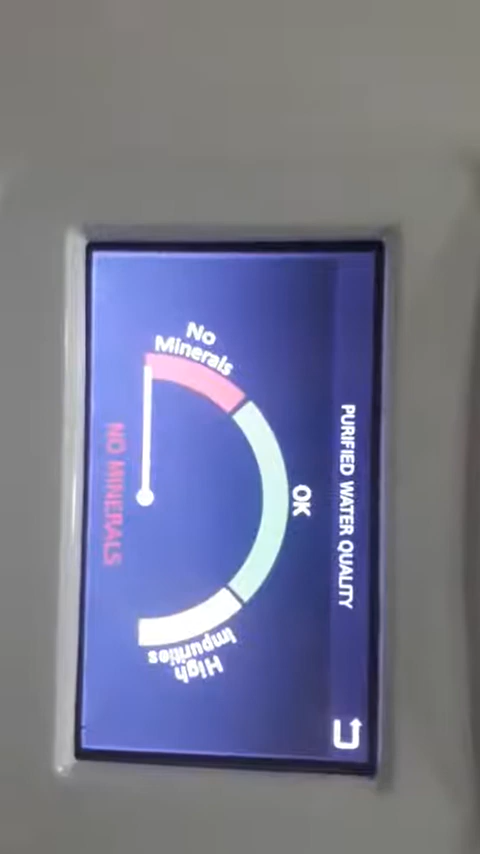 PURIFIED WATER QUALITY
OK
No
Minerals
High
Impurities
NO MINERALS